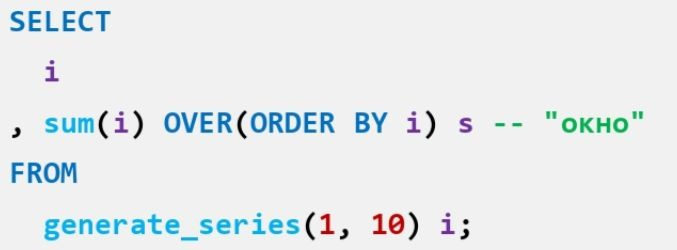 SELECT
i
, sum(i) OVER(ORDER BY i) s -- "окно"
FROM
generate_series(1, 10) i;